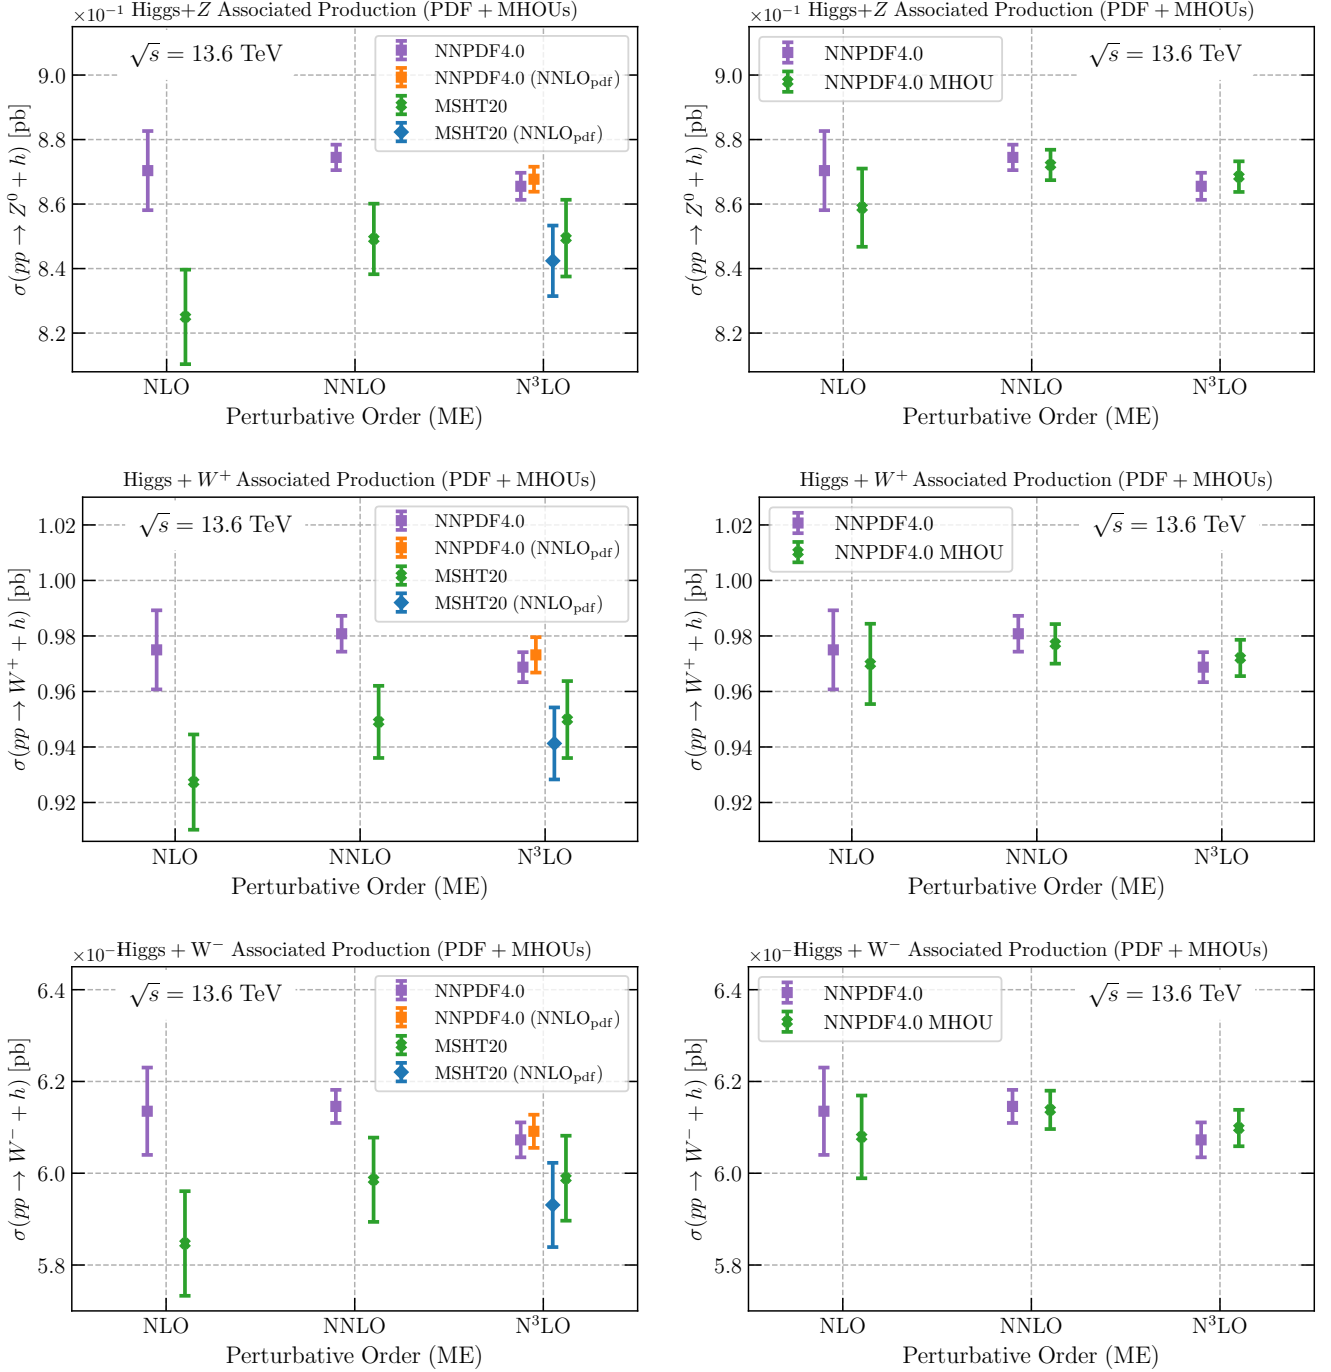 ×10⁻¹ Higgs+Z Associated Production (PDF + MHOUs)
√s = 13.6 TeV
NNPDF4.0
NNPDF4.0 (NNLOpdf)
MSHT20
MSHT20 (NNLOpdf)
9.0
8.8
8.6
8.4
8.2
σ(pp → Z⁰ + h) [pb]
NLO NNLO N³LO
Perturbative Order (ME)
×10⁻¹ Higgs+Z Associated Production (PDF + MHOUs)
NNPDF4.0
NNPDF4.0 MHOU
√s = 13.6 TeV
9.0
8.8
8.6
8.4
8.2
σ(pp → Z⁰ + h) [pb]
NLO NNLO N³LO
Perturbative Order (ME)
Higgs + W⁺ Associated Production (PDF + MHOUs)
√s = 13.6 TeV
NNPDF4.0
NNPDF4.0 (NNLOpdf)
MSHT20
MSHT20 (NNLOpdf)
1.02
1.00
0.98
0.96
0.94
0.92
σ(pp → W⁺ + h) [pb]
NLO NNLO N³LO
Perturbative Order (ME)
Higgs + W⁺ Associated Production (PDF + MHOUs)
NNPDF4.0
NNPDF4.0 MHOU
√s = 13.6 TeV
1.02
1.00
0.98
0.96
0.94
0.92
σ(pp → W⁺ + h) [pb]
NLO NNLO N³LO
Perturbative Order (ME)
×10⁻ Higgs + W⁻ Associated Production (PDF + MHOUs)
√s = 13.6 TeV
NNPDF4.0
NNPDF4.0 (NNLOpdf)
MSHT20
MSHT20 (NNLOpdf)
6.4
6.2
6.0
5.8
σ(pp → W⁻ + h) [pb]
NLO NNLO N³LO
Perturbative Order (ME)
×10⁻ Higgs + W⁻ Associated Production (PDF + MHOUs)
NNPDF4.0
NNPDF4.0 MHOU
√s = 13.6 TeV
6.4
6.2
6.0
5.8
σ(pp → W⁻ + h) [pb]
NLO NNLO N³LO
Perturbative Order (ME)